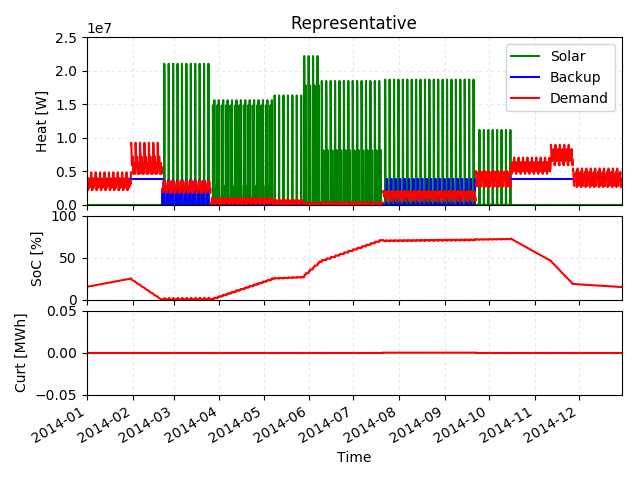 Representative
1e7
2.5
2.0
1.5
1.0
0.5
0.0
Heat [W]
Solar
Backup
Demand
100
50
0
SoC [%]
0.05
0.00
−0.05
Curt [MWh]
2014-01
2014-02
2014-03
2014-04
2014-05
2014-06
2014-07
2014-08
2014-09
2014-10
2014-11
2014-12
Time